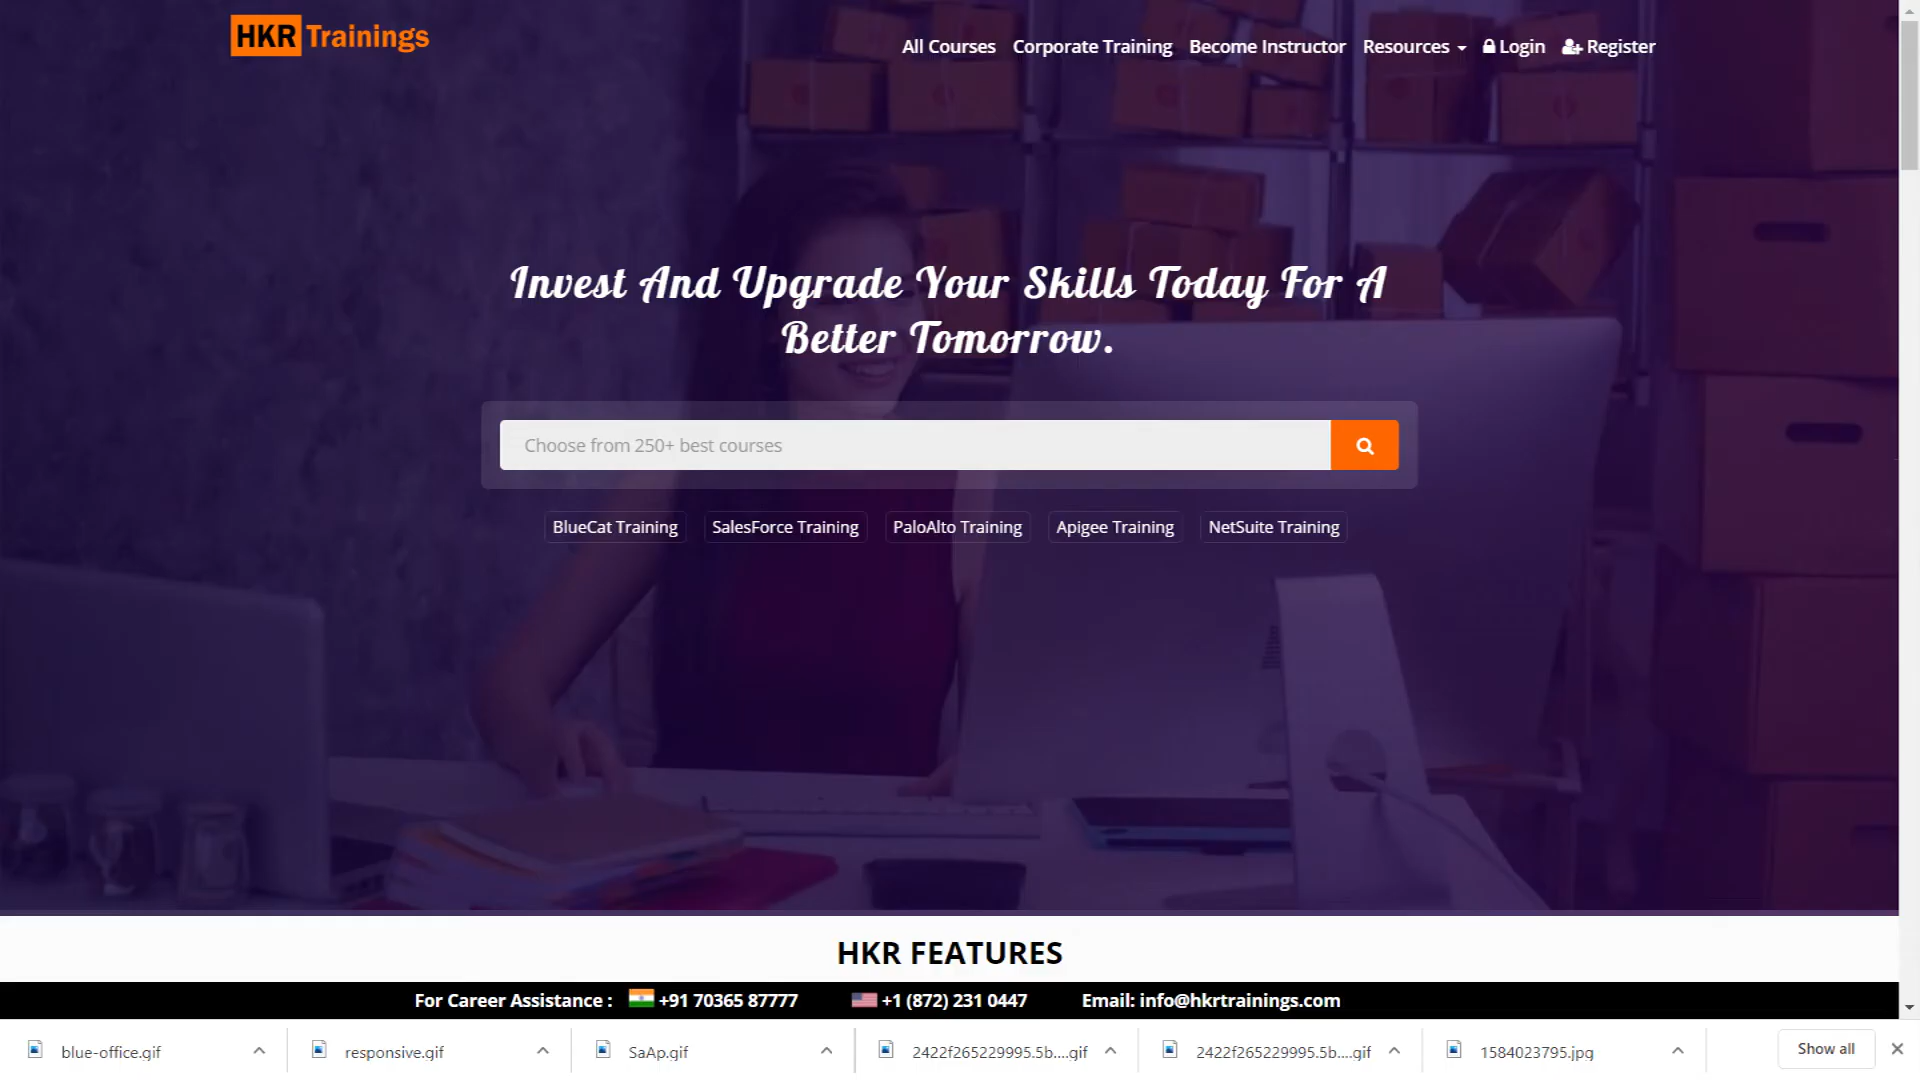 HKR Trainings
All Courses Corporate Training Become Instructor Resources Login Register
Invest And Upgrade Your Skills Today For A
Better Tomorrow.
Choose from 250+ best courses
BlueCat Training SalesForce Training PaloAlto Training Apigee Training NetSuite Training
HKR FEATURES
For Career Assistance : +91 70365 87777 +1 (872) 231 0447 Email: info@hkrtrainings.com
blue-office.gif responsive.gif SaAp.gif 2422f265229995.5b....gif 2422f265229995.5b....gif 1584023795.jpg Show all